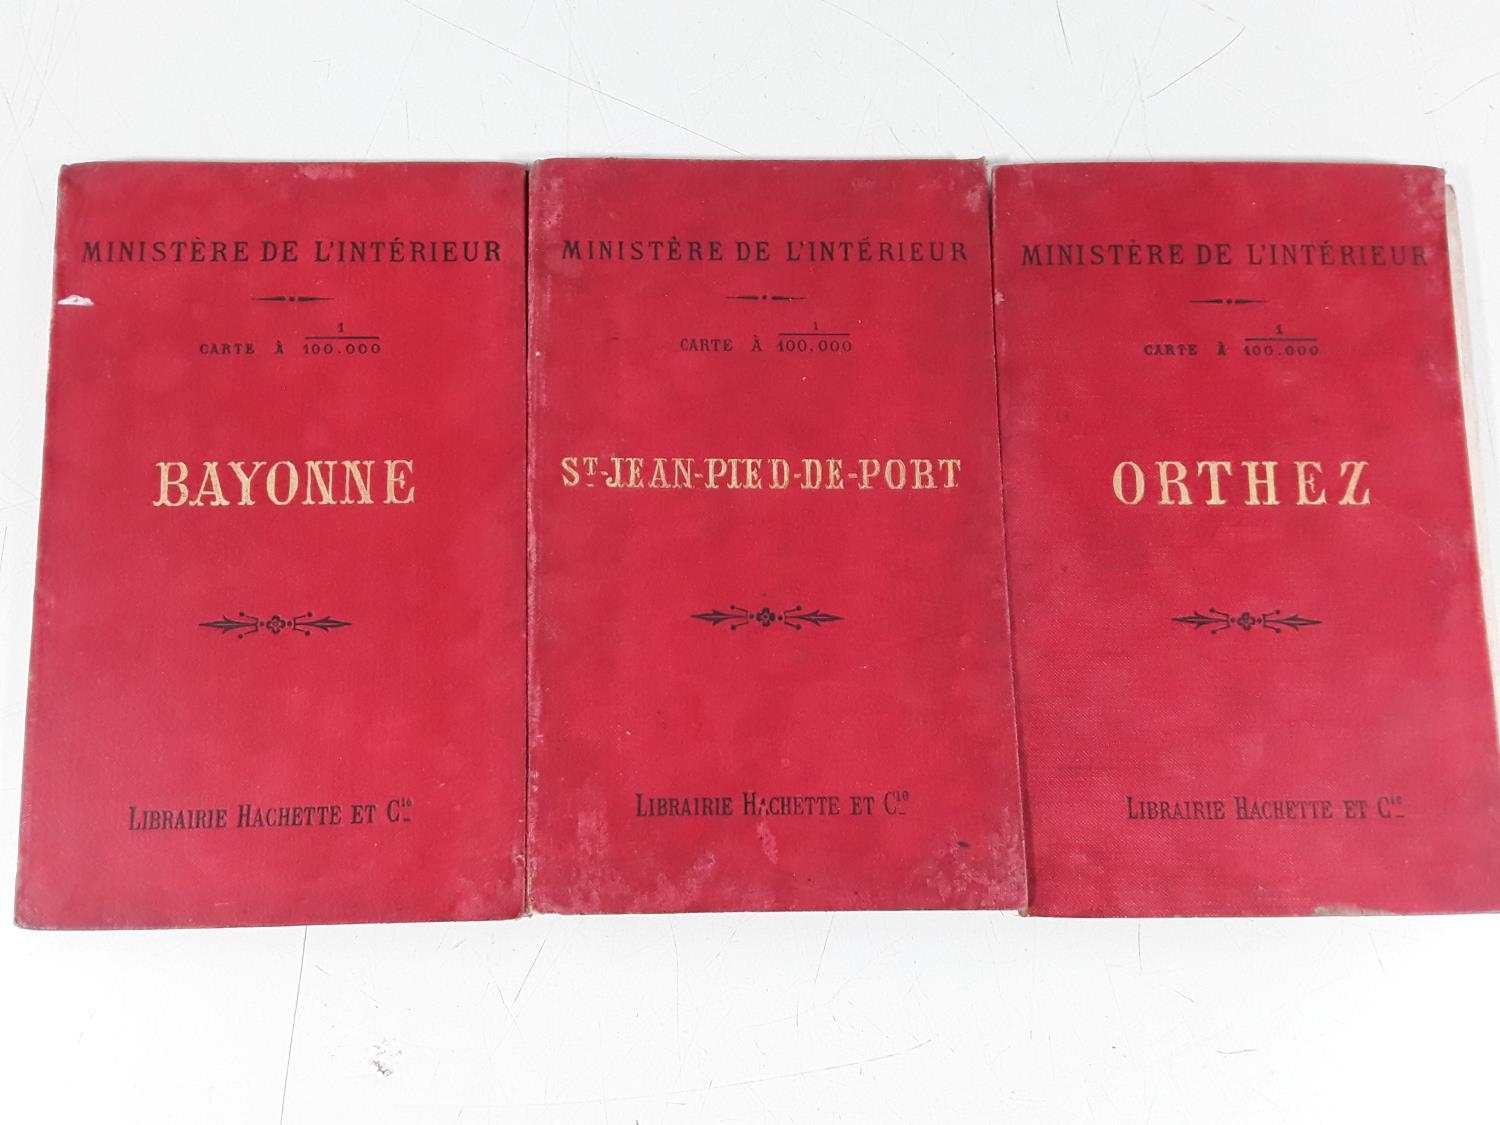 MINISTÈRE DE L'INTÉRIEUR
CARTE À 1/100.000
BAYONNE
LIBRAIRIE HACHETTE ET Cie
MINISTÈRE DE L'INTÉRIEUR
CARTE À 1/100.000
ST-JEAN-PIED-DE-PORT
LIBRAIRIE HACHETTE ET Cie
MINISTÈRE DE L'INTÉRIEUR
CARTE À 1/100.000
ORTHEZ
LIBRAIRIE HACHETTE ET Cie